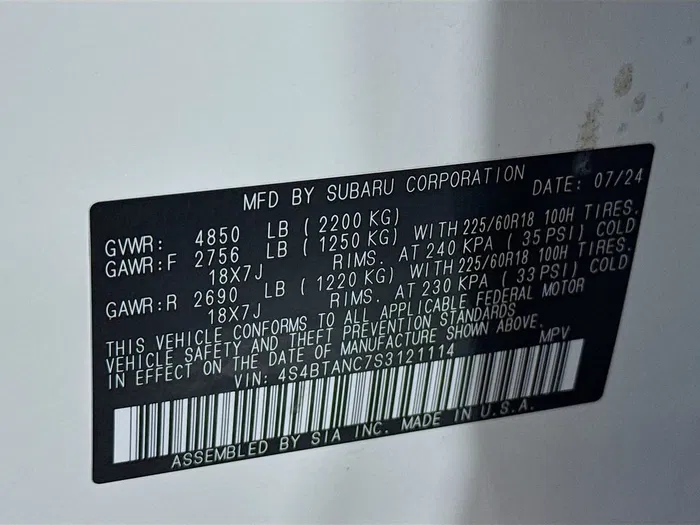 MFD BY SUBARU CORPORATION DATE: 07/24
GVWR: 4850 LB ( 2200 KG)
GAWR:F 2756 LB ( 1250 KG) WITH 225/60R18 100H TIRES.
18X7J RIMS. AT 240 KPA ( 35 PSI) COLD
GAWR:R 2690 LB ( 1220 KG) WITH 225/60R18 100H TIRES.
18X7J RIMS. AT 230 KPA ( 33 PSI) COLD
THIS VEHICLE CONFORMS TO ALL APPLICABLE FEDERAL MOTOR
VEHICLE SAFETY AND THEFT PREVENTION STANDARDS
IN EFFECT ON THE DATE OF MANUFACTURE SHOWN ABOVE.
VIN: 4S4BTANC7S3121114 MPV
ASSEMBLED BY SIA INC. MADE IN U.S.A.